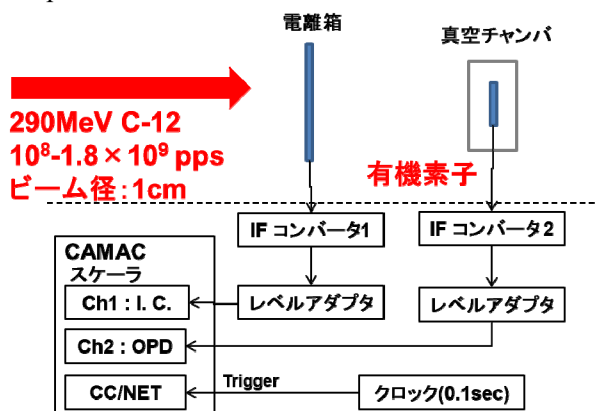 電離箱
真空チャンバ
290MeV C-12
10⁸-1.8×10⁹ pps
ビーム径:1cm
有機素子
IF コンバータ1
IF コンバータ2
CAMAC
スケーラ
Ch1 : I. C.
レベルアダプタ
レベルアダプタ
Ch2 : OPD
CC/NET
Trigger
クロック(0.1sec)